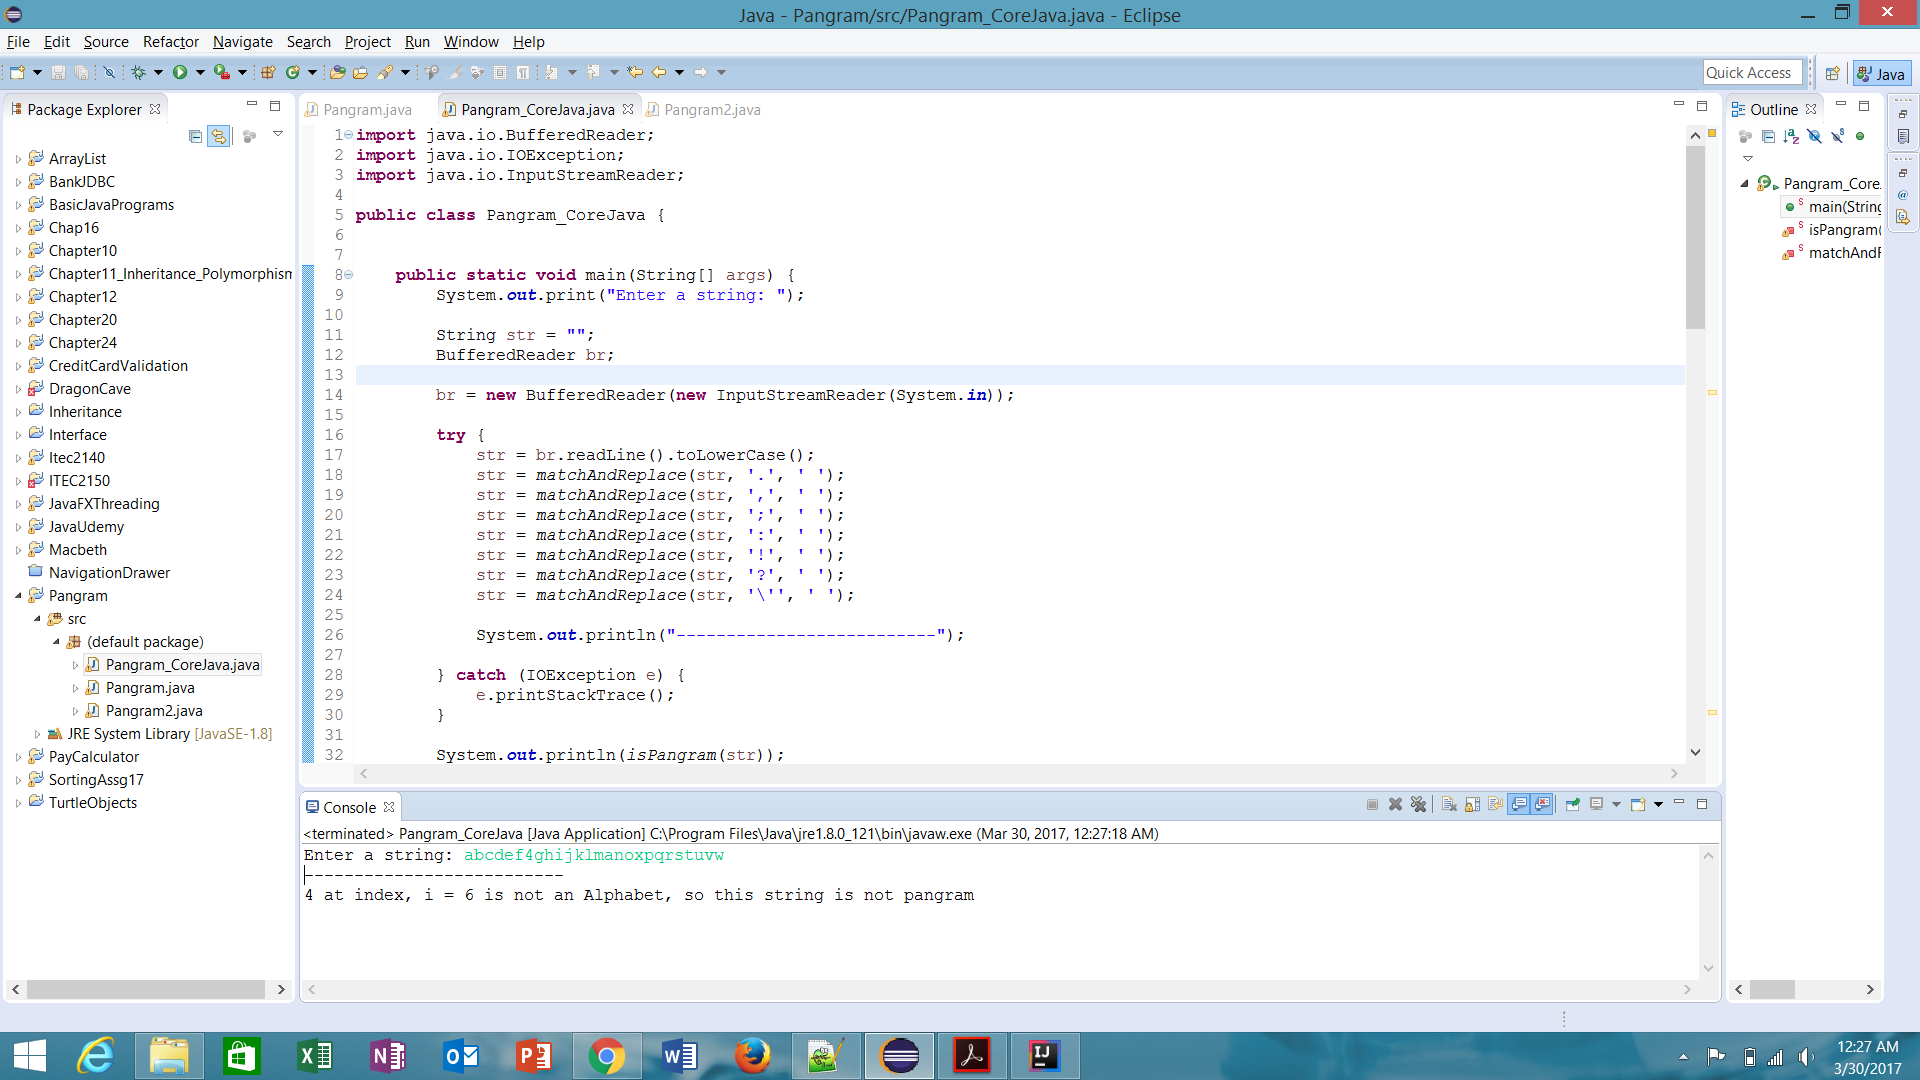 Java - Pangram/src/Pangram_CoreJava.java - Eclipse
File Edit Source Refactor Navigate Search Project Run Window Help
Quick Access
Java
Package Explorer
ArrayList
BankJDBC
BasicJavaPrograms
Chap16
Chapter10
Chapter11_Inheritance_Polymorphism
Chapter12
Chapter20
Chapter24
CreditCardValidation
DragonCave
Inheritance
Interface
Itec2140
ITEC2150
JavaFXThreading
JavaUdemy
Macbeth
NavigationDrawer
Pangram
src
(default package)
Pangram_CoreJava.java
Pangram.java
Pangram2.java
JRE System Library [JavaSE-1.8]
PayCalculator
SortingAssg17
TurtleObjects
Pangram.java Pangram_CoreJava.java Pangram2.java
1 import java.io.BufferedReader;
2 import java.io.IOException;
3 import java.io.InputStreamReader;
4
5 public class Pangram_CoreJava {
6
7
8 public static void main(String[] args) {
9 System.out.print("Enter a string: ");
10
11 String str = "";
12 BufferedReader br;
13
14 br = new BufferedReader(new InputStreamReader(System.in));
15
16 try {
17 str = br.readLine().toLowerCase();
18 str = matchAndReplace(str, '.', ' ');
19 str = matchAndReplace(str, ',', ' ');
20 str = matchAndReplace(str, ';', ' ');
21 str = matchAndReplace(str, ':', ' ');
22 str = matchAndReplace(str, '!', ' ');
23 str = matchAndReplace(str, '?', ' ');
24 str = matchAndReplace(str, '\'', ' ');
25
26 System.out.println("--------------------------");
27
28 } catch (IOException e) {
29 e.printStackTrace();
30 }
31
32 System.out.println(isPangram(str));
Outline
Pangram_Core
main(String
isPangram(
matchAndR
Console
<terminated> Pangram_CoreJava [Java Application] C:\Program Files\Java\jre1.8.0_121\bin\javaw.exe (Mar 30, 2017, 12:27:18 AM)
Enter a string: abcdef4ghijklmanoxpqrstuvw
--------------------------
4 at index, i = 6 is not an Alphabet, so this string is not pangram
12:27 AM
3/30/2017